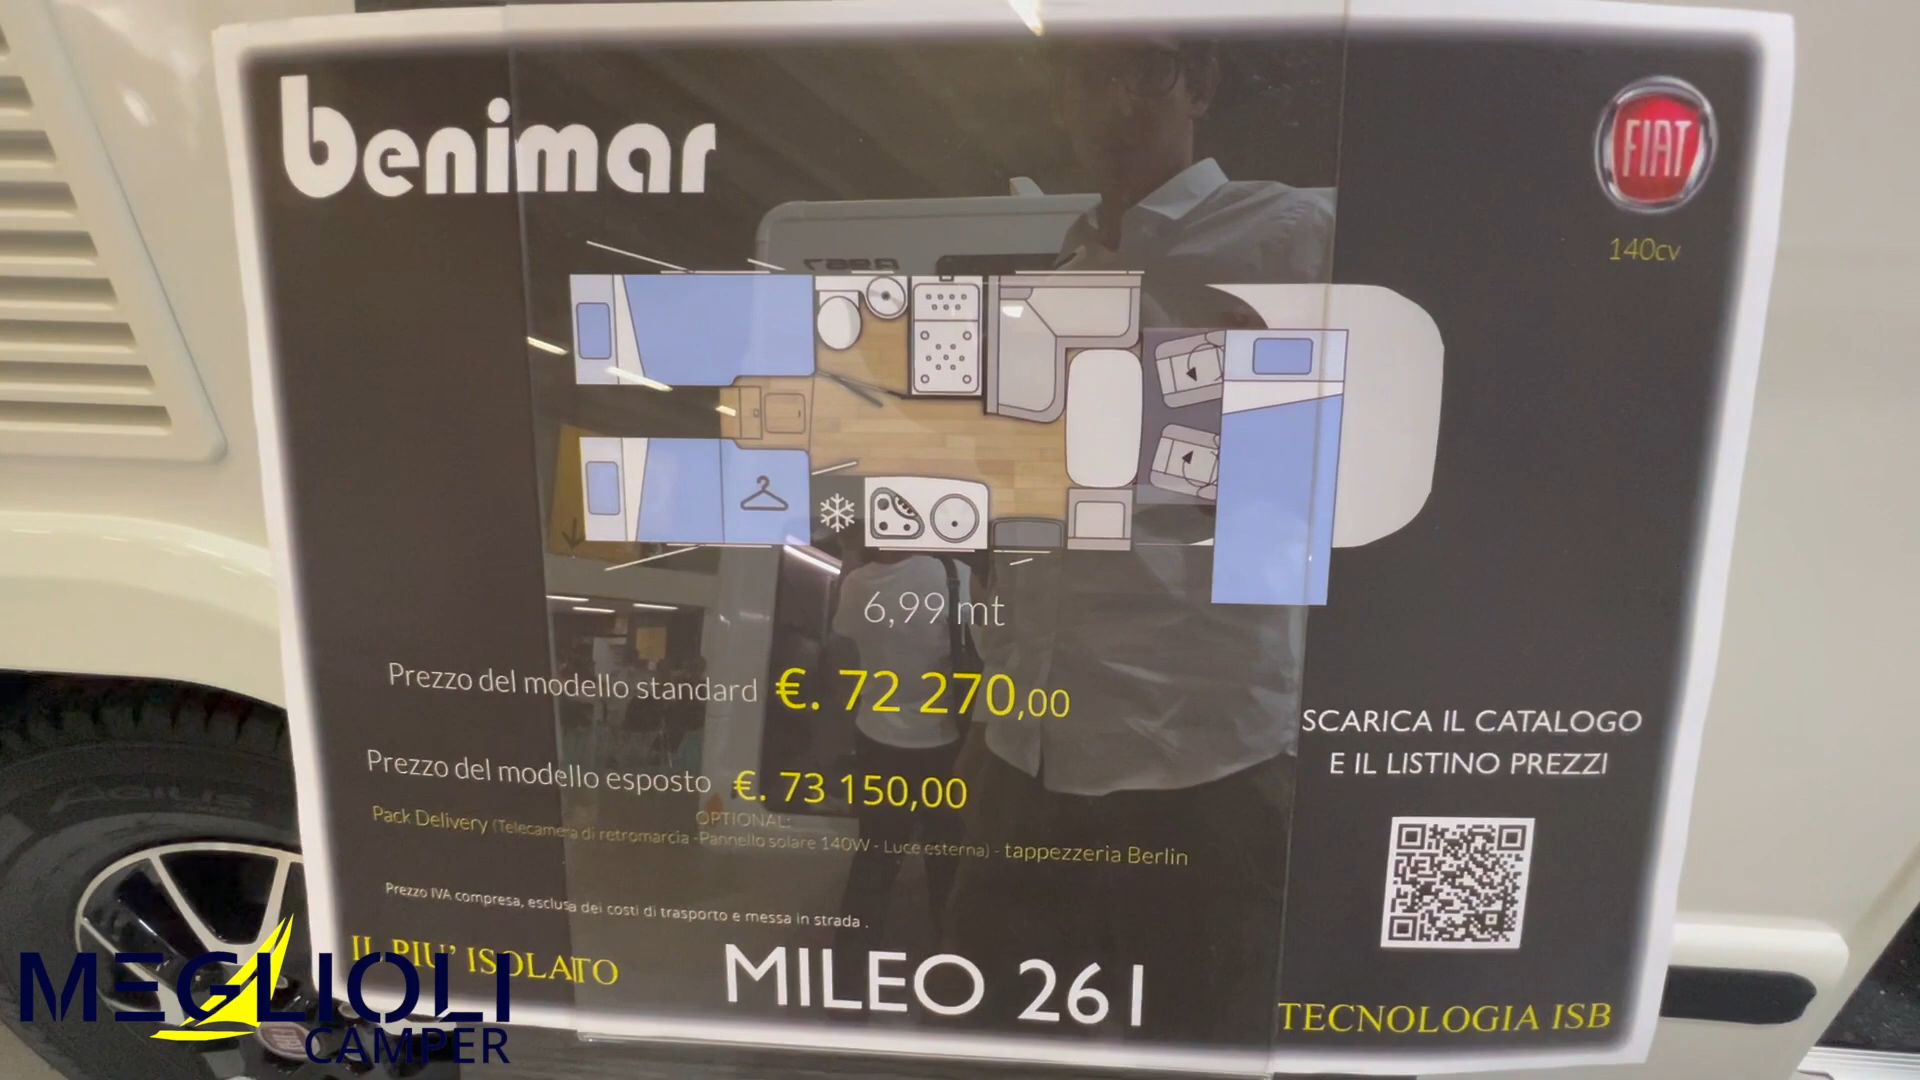 benimar
FIAT
140cv
6,99 mt
Prezzo del modello standard €. 72 270,00
SCARICA IL CATALOGO
E IL LISTINO PREZZI
Prezzo del modello esposto €. 73 150,00
OPTIONAL:
Pack Delivery (Telecamera di retromarcia -Pannello solare 140W - Luce esterna) - tappezzeria Berlin
Prezzo IVA compresa, esclusa dei costi di trasporto e messa in strada .
IL PIU' ISOLATO
MILEO 261
TECNOLOGIA ISB
MEGLIOLI
CAMPER